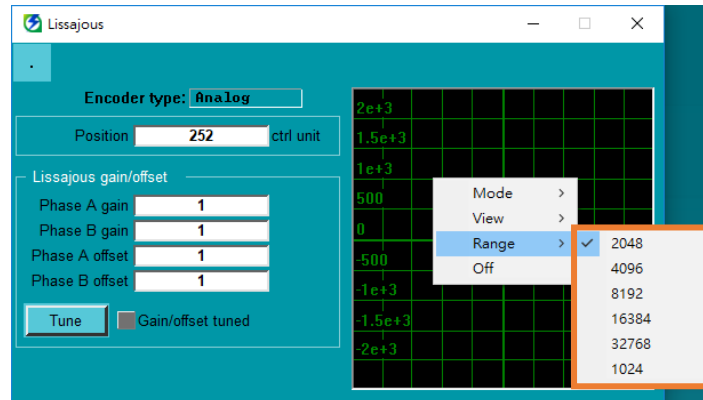 Lissajous
.
Encoder type: Analog
Position 252 ctrl unit
Lissajous gain/offset
Phase A gain 1
Phase B gain 1
Phase A offset 1
Phase B offset 1
Tune Gain/offset tuned
2e+3
1.5e+3
1e+3
500
0
-500
-1e+3
-1.5e+3
-2e+3
Mode >
View >
Range >
Off
✓ 2048
4096
8192
16384
32768
1024